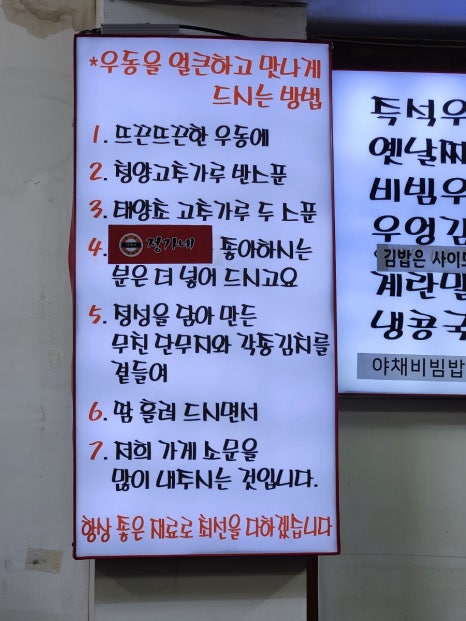 *우동을 얼큰하고 맛나게
드시는 방법
1. 뜨끈뜨끈한 우동에
2. 청양고추가루 반스푼
3. 태양초 고추가루 두 스푼
4. 전가네 좋아하시는
분은 더 넣어 드시고요
5. 정성을 담아 만든
무친 단무지와 각종김치를
곁들여
6. 땀 흘려 드시면서
7. 저희 가게 소문을
많이 내주시는 것입니다.
항상 좋은 재료로 최선을 다하겠습니다
즉석우
옛날짜
비빔우
우엉김
김밥은 사이드
계란말
냉콩국
야채비빔밥